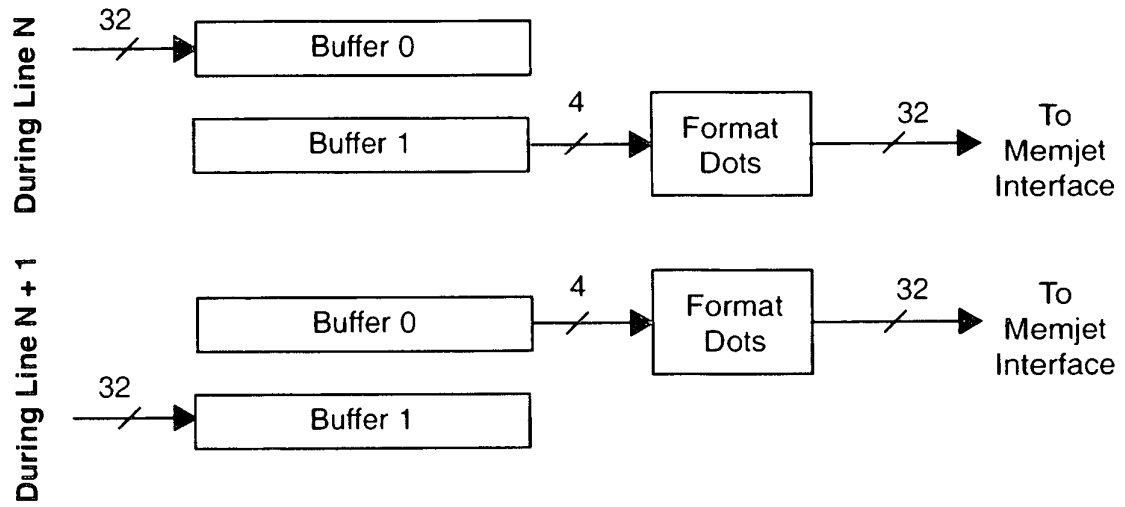 During Line N
32
Buffer 0
Buffer 1
4
Format
Dots
32
To
Memjet
Interface
During Line N + 1
Buffer 0
4
Format
Dots
32
To
Memjet
Interface
32
Buffer 1